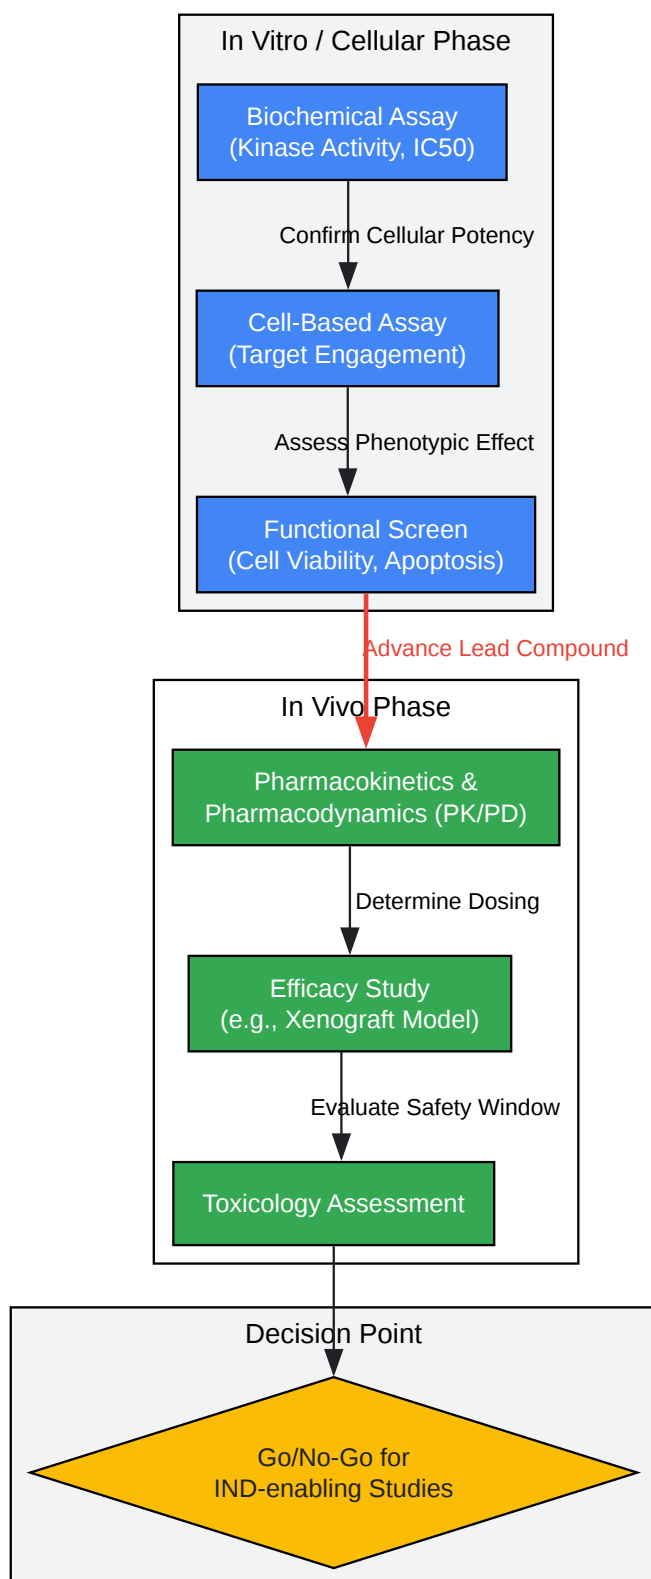 In Vitro / Cellular Phase
Biochemical Assay
(Kinase Activity, IC50)
Confirm Cellular Potency
Cell-Based Assay
(Target Engagement)
Assess Phenotypic Effect
Functional Screen
(Cell Viability, Apoptosis)
Advance Lead Compound
In Vivo Phase
Pharmacokinetics &
Pharmacodynamics (PK/PD)
Determine Dosing
Efficacy Study
(e.g., Xenograft Model)
Evaluate Safety Window
Toxicology Assessment
Decision Point
Go/No-Go for
IND-enabling Studies